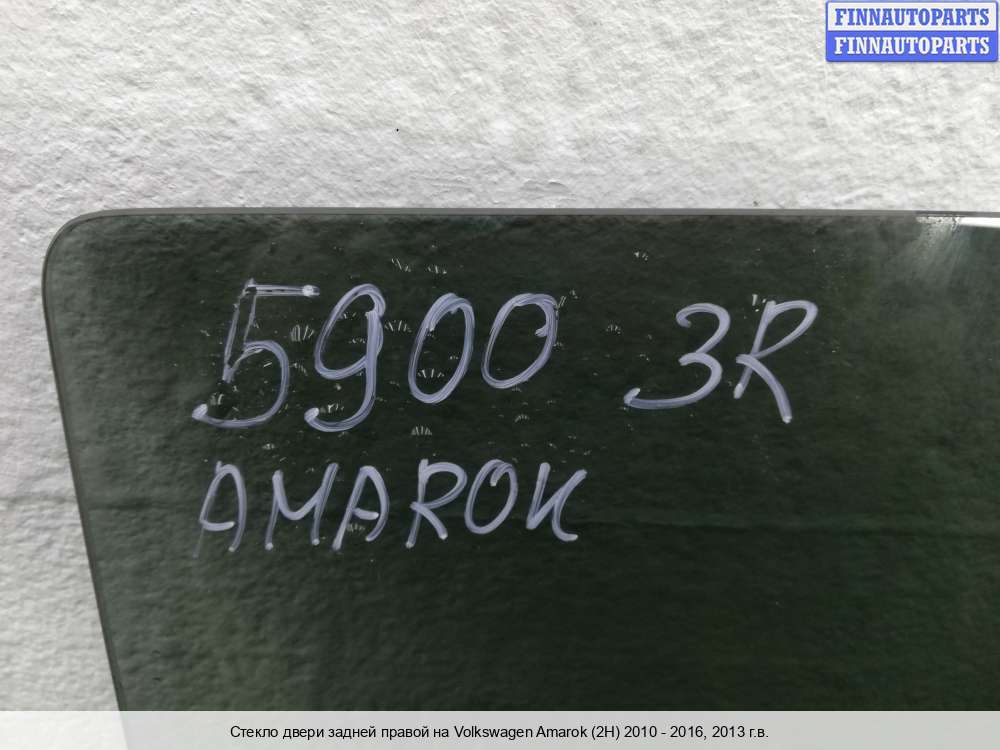 FINNAUTOPARTS
FINNAUTOPARTS
5900 3R
AMAROK
Стекло двери задней правой на Volkswagen Amarok (2H) 2010 - 2016, 2013 г.в.